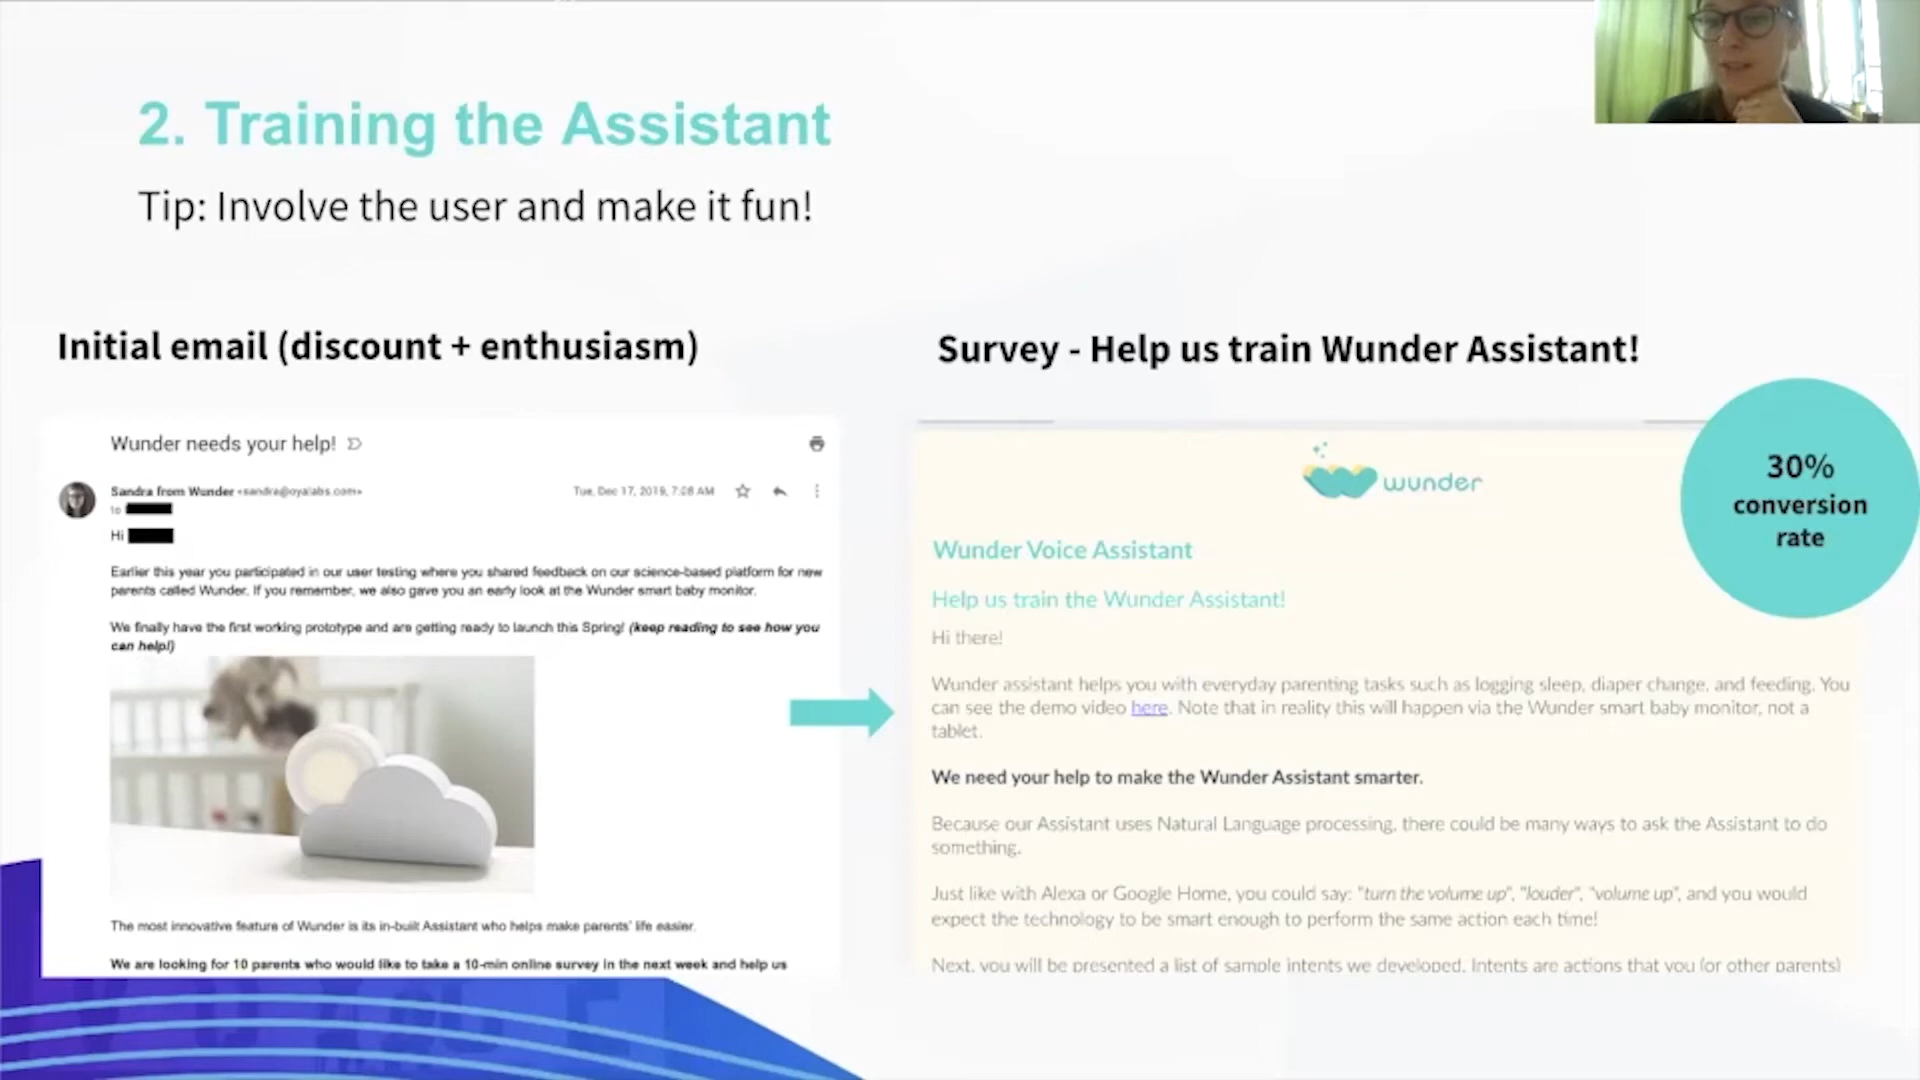 2. Training the Assistant
Tip: Involve the user and make it fun!
Initial email (discount + enthusiasm)
Survey - Help us train Wunder Assistant!
Wunder needs your help!
Sandra from Wunder <sandra@oyalabs.com>
Tue, Dec 17, 2019, 7:28 AM
to
Hi
Earlier this year you participated in our user testing where you shared feedback on our science-based platform for new
parents called Wunder. If you remember, we also gave you an early look at the Wunder smart baby monitor.
We finally have the first working prototype and are getting ready to launch this Spring! (keep reading to see how you
can help!)
The most innovative feature of Wunder is its in-built Assistant who helps make parents' life easier.
We are looking for 10 parents who would like to take a 10-min online survey in the next week and help us
wunder
30%
conversion
rate
Wunder Voice Assistant
Help us train the Wunder Assistant!
Hi there!
Wunder assistant helps you with everyday parenting tasks such as logging sleep, diaper change, and feeding. You
can see the demo video here. Note that in reality this will happen via the Wunder smart baby monitor, not a
tablet.
We need your help to make the Wunder Assistant smarter.
Because our Assistant uses Natural Language processing, there could be many ways to ask the Assistant to do
something.
Just like with Alexa or Google Home, you could say: "turn the volume up", "louder", "volume up", and you would
expect the technology to be smart enough to perform the same action each time!
Next, you will be presented a list of sample intents we developed. Intents are actions that you (or other parents)